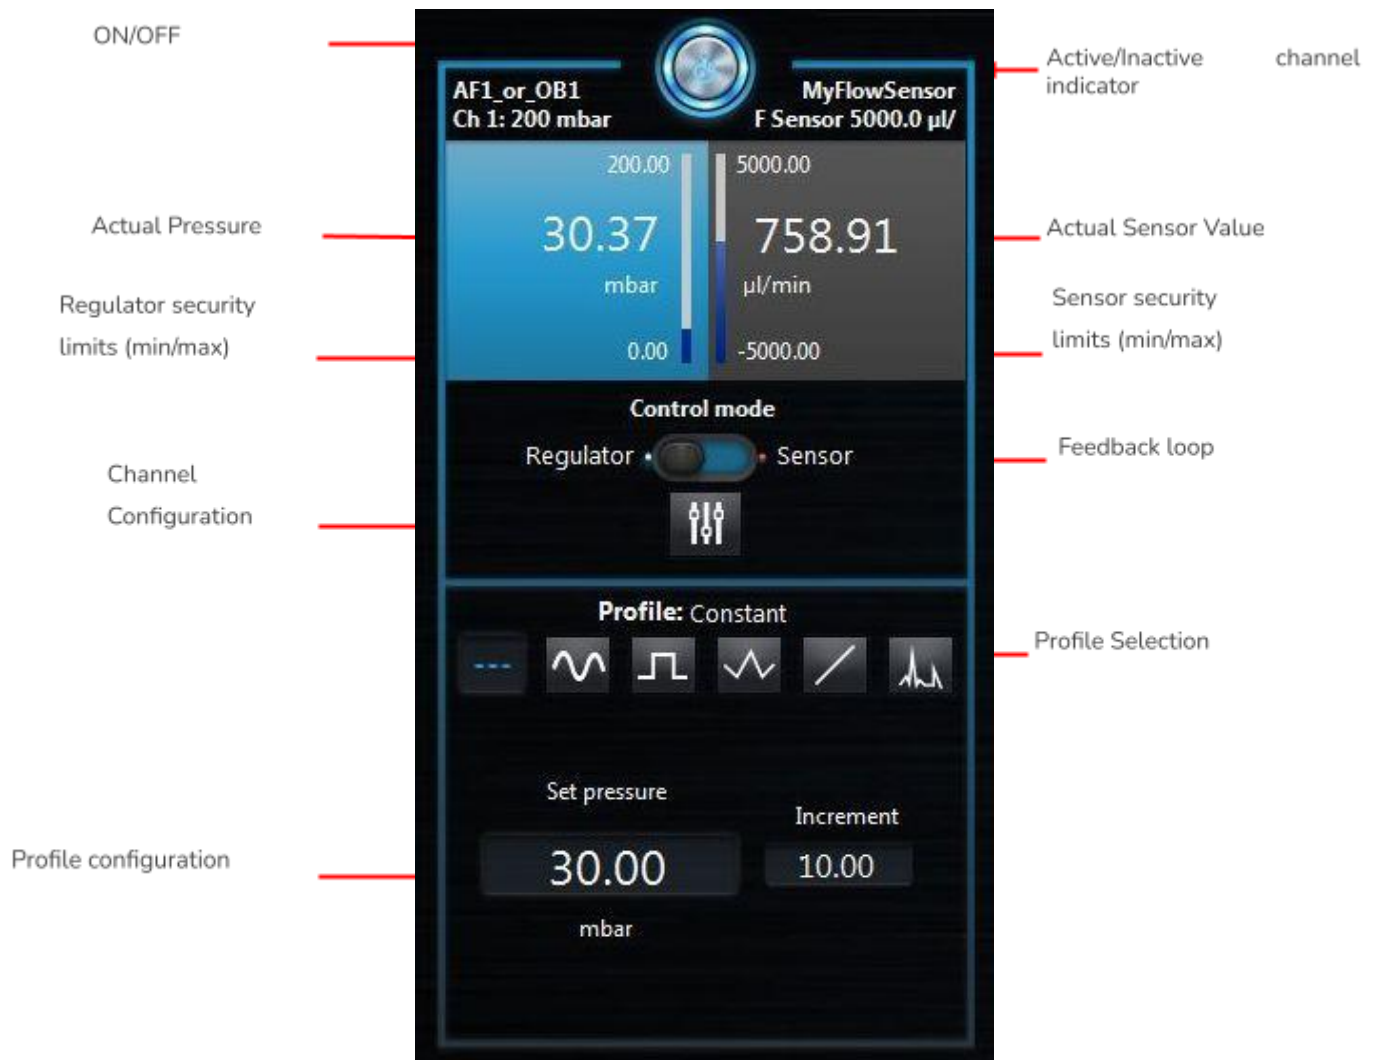 ON/OFF
Active/Inactive channel
indicator
AF1_or_OB1
Ch 1: 200 mbar
MyFlowSensor
F Sensor 5000.0 µl/
200.00
5000.00
Actual Pressure
30.37
758.91
Actual Sensor Value
mbar
µl/min
Regulator security
limits (min/max)
Sensor security
limits (min/max)
0.00
-5000.00
Control mode
Regulator
Sensor
Feedback loop
Channel
Configuration
Profile: Constant
Profile Selection
Set pressure
Increment
Profile configuration
30.00
10.00
mbar